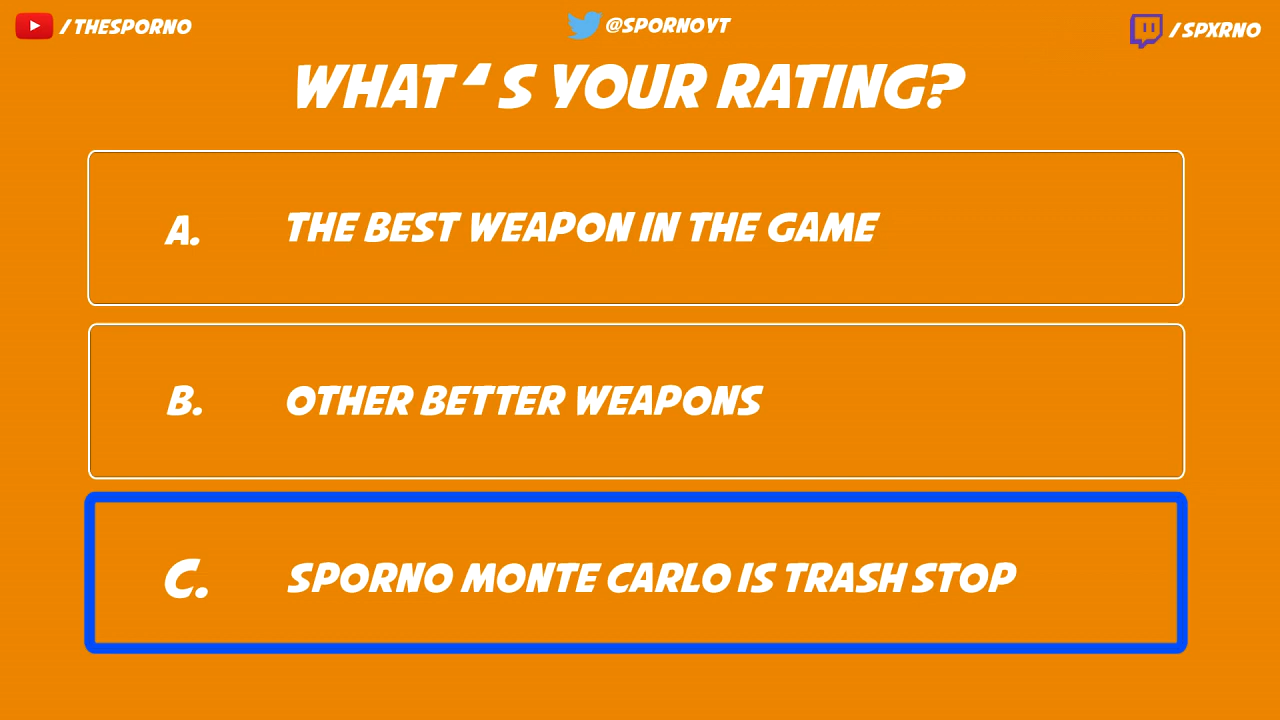 /THESPORNO
@SPORNOYT
/SPXRNO
WHAT'S YOUR RATING?
A. THE BEST WEAPON IN THE GAME
B. OTHER BETTER WEAPONS
C. SPORNO MONTE CARLO IS TRASH STOP